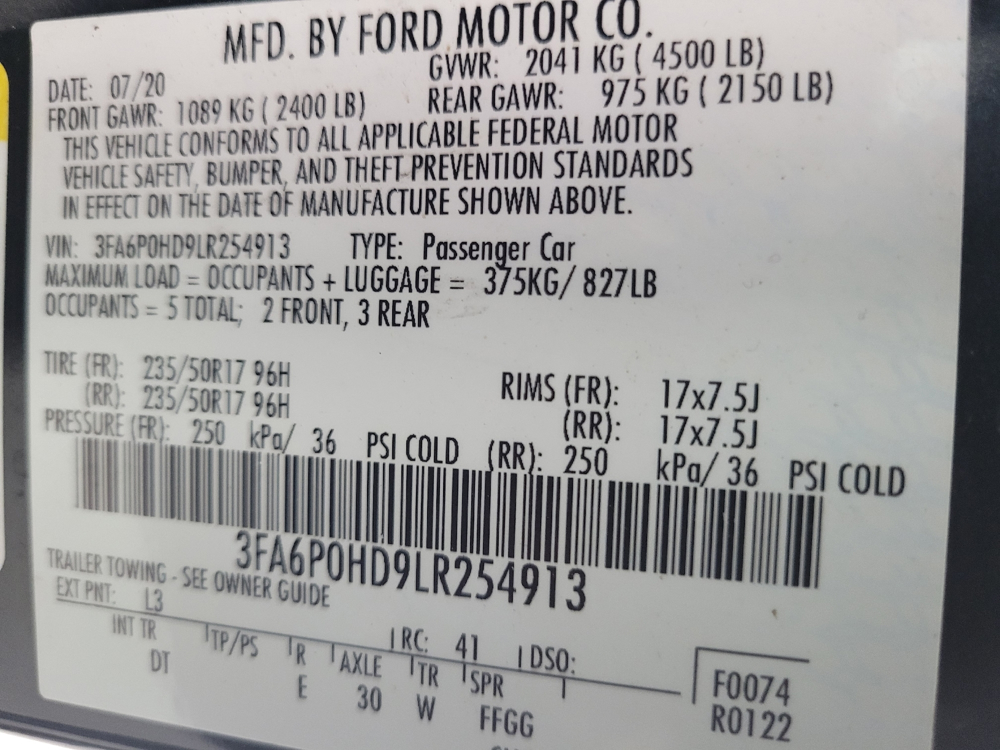 MFD. BY FORD MOTOR CO.
DATE: 07/20 GVWR: 2041 KG ( 4500 LB)
FRONT GAWR: 1089 KG ( 2400 LB) REAR GAWR: 975 KG ( 2150 LB)
THIS VEHICLE CONFORMS TO ALL APPLICABLE FEDERAL MOTOR
VEHICLE SAFETY, BUMPER, AND THEFT PREVENTION STANDARDS
IN EFFECT ON THE DATE OF MANUFACTURE SHOWN ABOVE.
VIN: 3FA6P0HD9LR254913 TYPE: Passenger Car
MAXIMUM LOAD = OCCUPANTS + LUGGAGE = 375KG/ 827LB
OCCUPANTS = 5 TOTAL; 2 FRONT, 3 REAR
TIRE (FR): 235/50R17 96H RIMS (FR): 17x7.5J
(RR): 235/50R17 96H (RR): 17x7.5J
PRESSURE (FR): 250 kPa/ 36 PSI COLD (RR): 250 kPa/ 36 PSI COLD
3FA6P0HD9LR254913
TRAILER TOWING - SEE OWNER GUIDE
EXT PNT: L3 RC: 41 DSO:
INT TR TP/PS R AXLE TR SPR F0074
DT E 30 W FFGG R0122